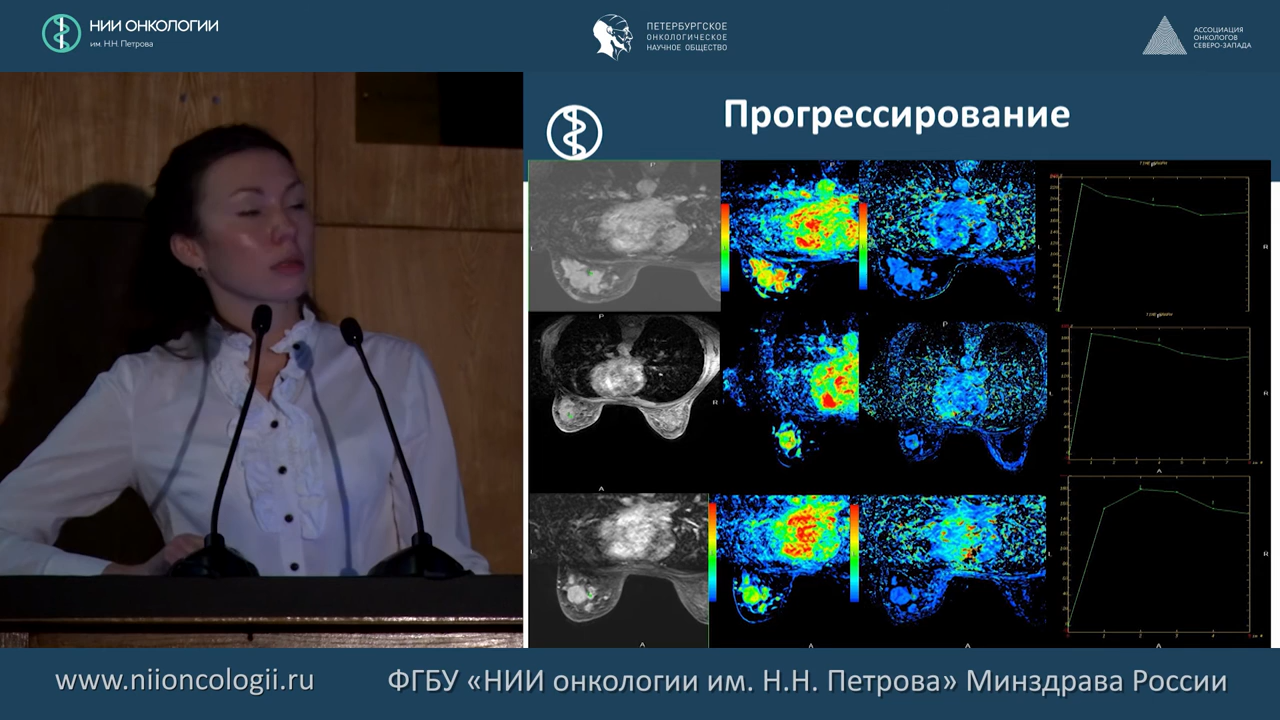 НИИ ОНКОЛОГИИ
им. Н.Н. Петрова
ПЕТЕРБУРГСКОЕ
ОНКОЛОГИЧЕСКОЕ
НАУЧНОЕ ОБЩЕСТВО
АССОЦИАЦИЯ
ОНКОЛОГОВ
СЕВЕРО-ЗАПАДА
Прогрессирование
www.niioncologii.ru
ФГБУ «НИИ онкологии им. Н.Н. Петрова» Минздрава России